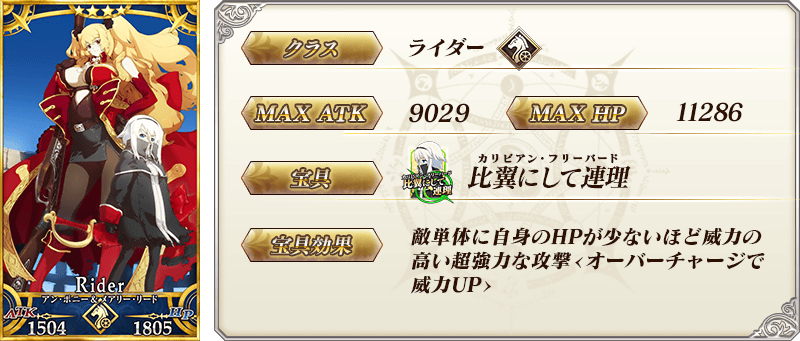 Rider
アン・ボニー&メアリー・リード
ATK
HP
1504
1805
クラス
ライダー
MAX ATK
9029
MAX HP
11286
宝具
カリビアン・フリーバード
比翼にして連理
宝具効果
敵単体に自身のHPが少ないほど威力の
高い超強力な攻撃<オーバーチャージで
威力UP>